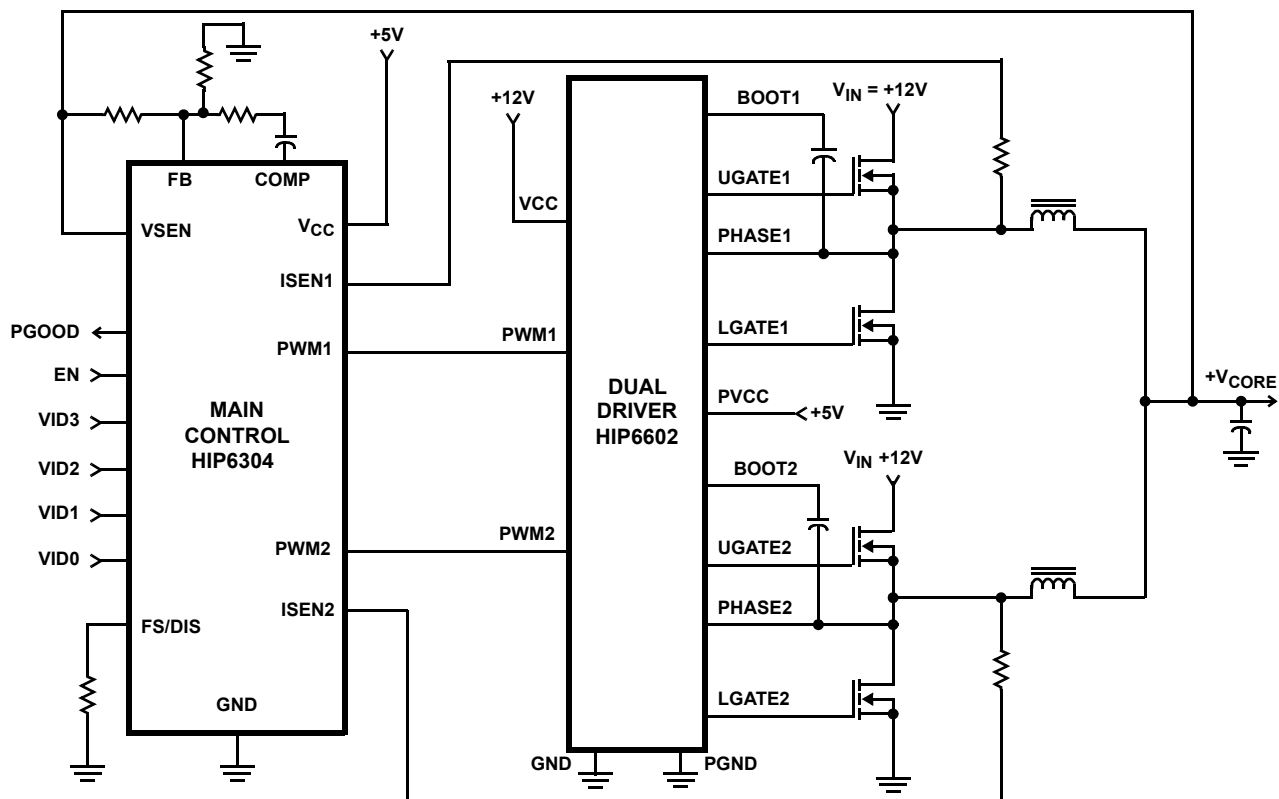 +5V
+12V
BOOT1
V_IN = +12V
FB
COMP
UGATE1
VCC
VSEN
V_CC
PHASE1
ISEN1
PGOOD
PWM1
PWM1
LGATE1
EN
+V_CORE
DUAL
DRIVER
HIP6602
PVCC
+5V
MAIN
CONTROL
HIP6304
VID3
VID2
BOOT2
V_IN +12V
VID1
VID0
PWM2
PWM2
UGATE2
ISEN2
PHASE2
FS/DIS
GND
LGATE2
GND
PGND